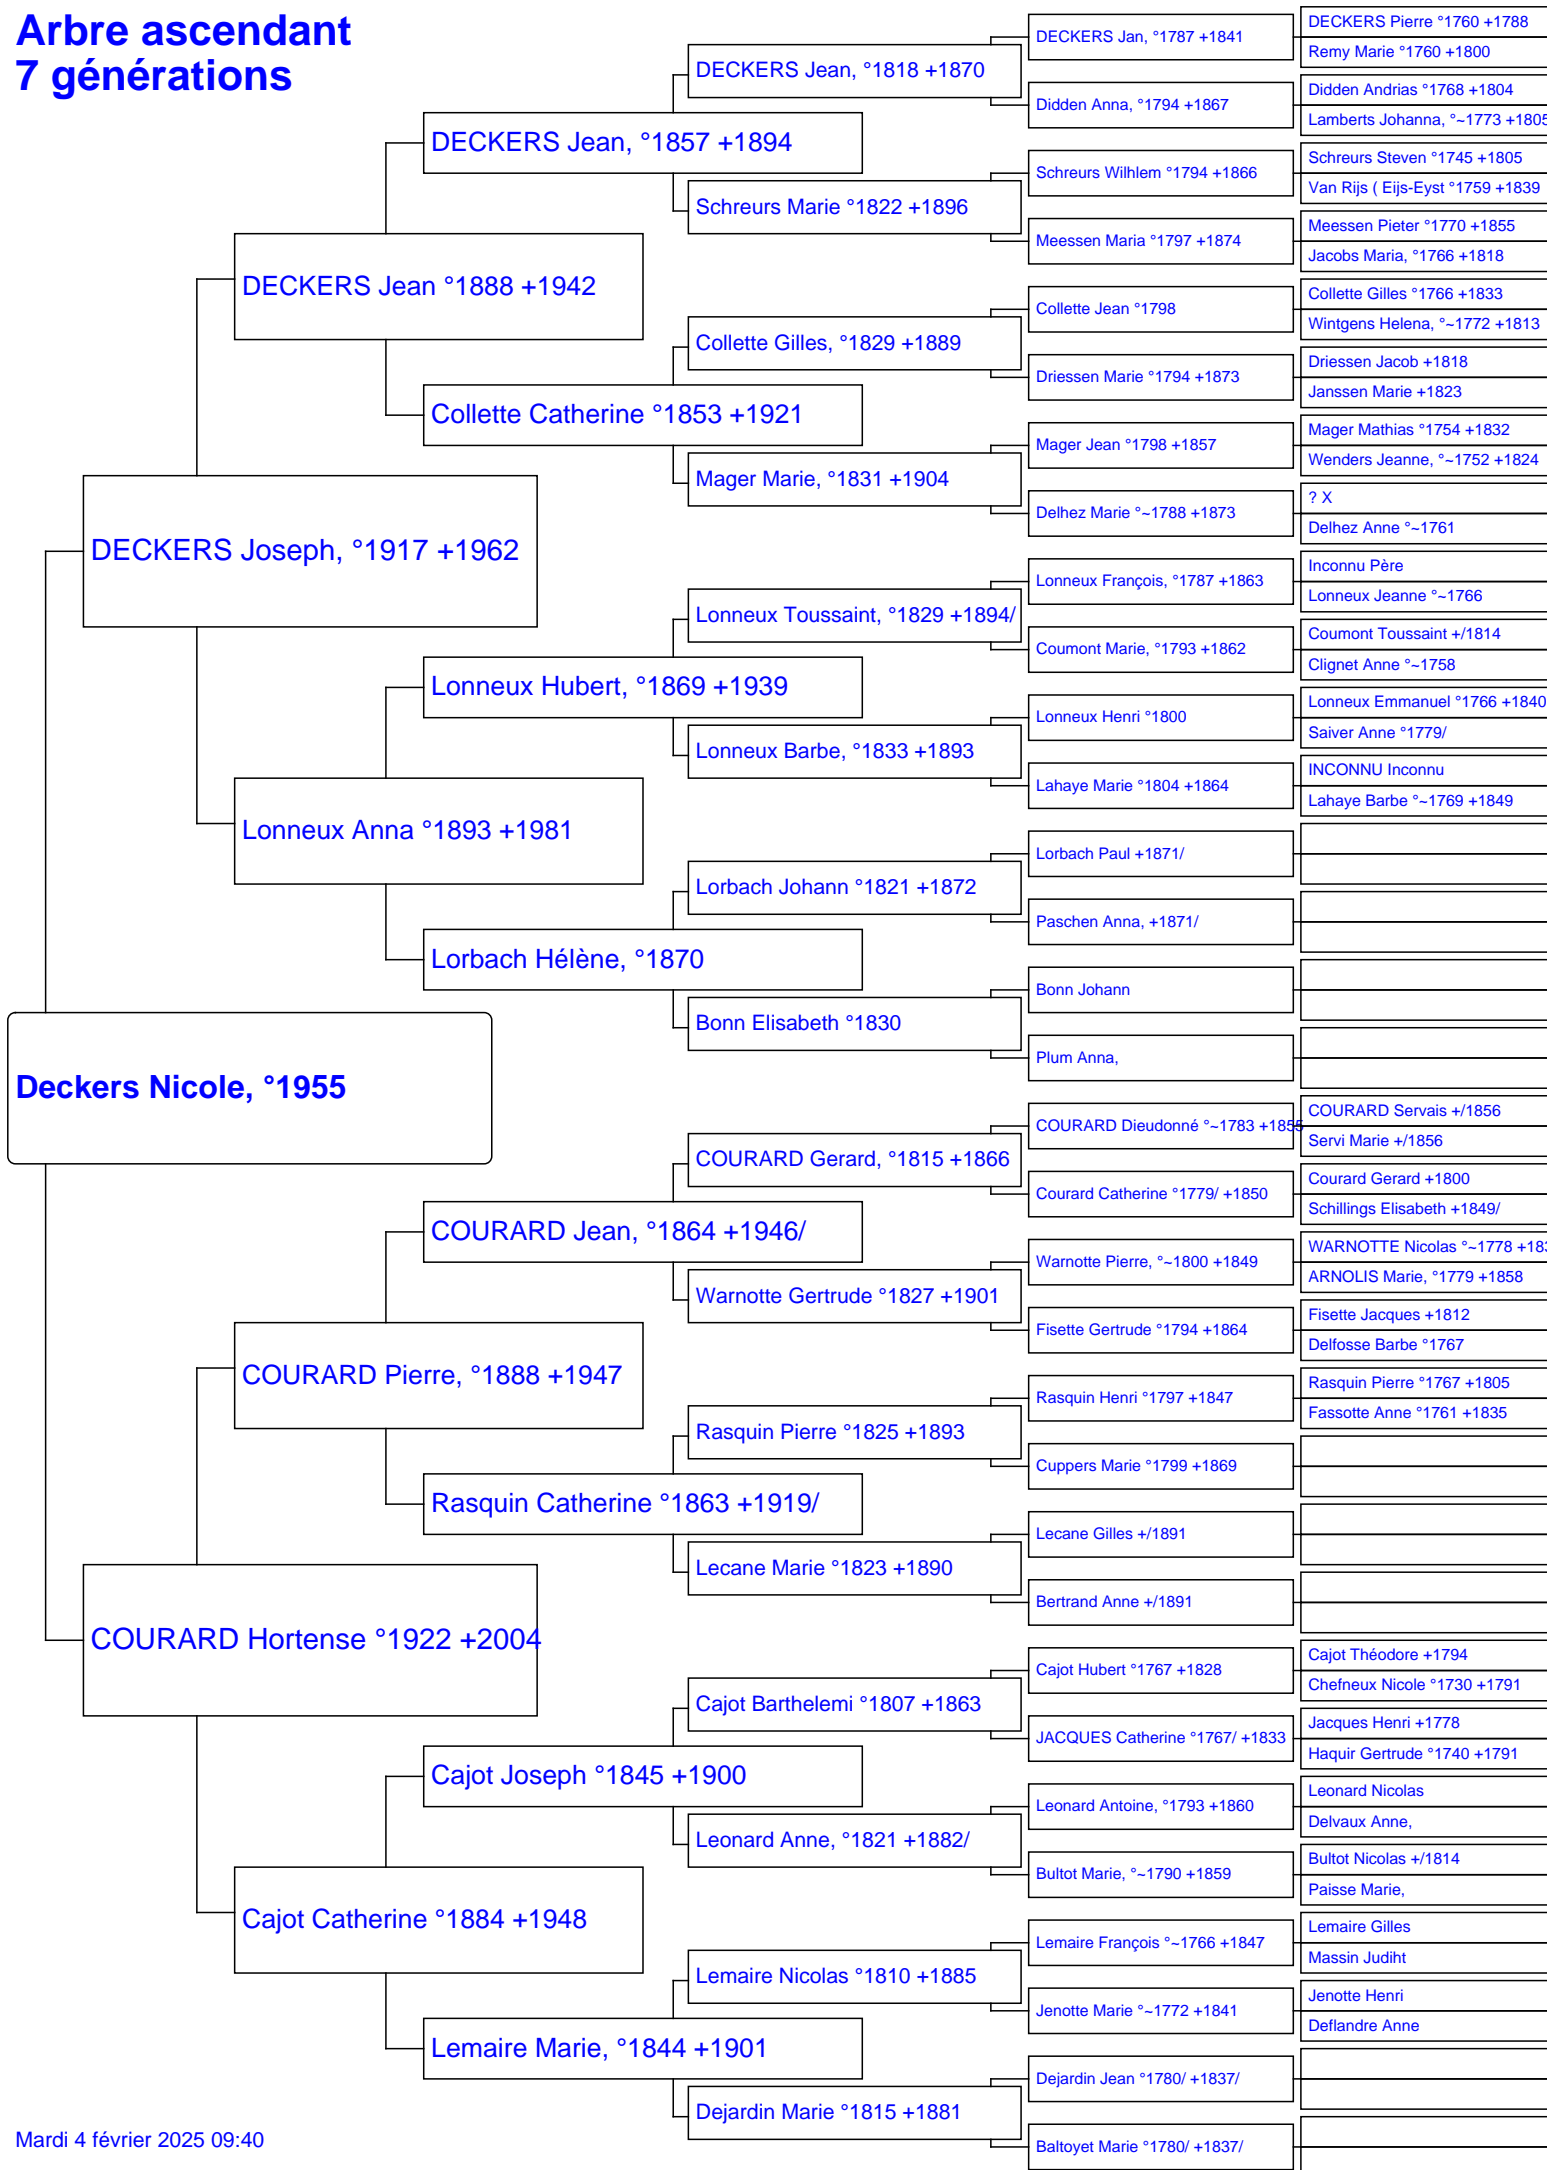 Arbre ascendant
7 générations
Deckers Nicole, °1955
DECKERS Joseph, °1917 +1962
COURARD Hortense °1922 +2004
DECKERS Jean °1888 +1942
Lonneux Anna °1893 +1981
COURARD Pierre, °1888 +1947
Cajot Catherine °1884 +1948
DECKERS Jean, °1857 +1894
Collette Catherine °1853 +1921
Lonneux Hubert, °1869 +1939
Lorbach Hélène, °1870
COURARD Jean, °1864 +1946/
Rasquin Catherine °1863 +1919/
Cajot Joseph °1845 +1900
Lemaire Marie, °1844 +1901
DECKERS Jean, °1818 +1870
Schreurs Marie °1822 +1896
Collette Gilles, °1829 +1889
Mager Marie, °1831 +1904
Lonneux Toussaint, °1829 +1894/
Lonneux Barbe, °1833 +1893
Lorbach Johann °1821 +1872
Bonn Elisabeth °1830
COURARD Gerard, °1815 +1866
Warnotte Gertrude °1827 +1901
Rasquin Pierre °1825 +1893
Lecane Marie °1823 +1890
Cajot Barthelemi °1807 +1863
Leonard Anne, °1821 +1882/
Lemaire Nicolas °1810 +1885
Dejardin Marie °1815 +1881
DECKERS Jan, °1787 +1841
Didden Anna, °1794 +1867
Schreurs Wilhlem °1794 +1866
Meessen Maria °1797 +1874
Collette Jean °1798
Driessen Marie °1794 +1873
Mager Jean °1798 +1857
Delhez Marie °~1788 +1873
Lonneux François, °1787 +1863
Coumont Marie, °1793 +1862
Lonneux Henri °1800
Lahaye Marie °1804 +1864
Lorbach Paul +1871/
Paschen Anna, +1871/
Bonn Johann
Plum Anna,
COURARD Dieudonné °~1783 +1855
Courard Catherine °1779/ +1850
Warnotte Pierre, °~1800 +1849
Fisette Gertrude °1794 +1864
Rasquin Henri °1797 +1847
Cuppers Marie °1799 +1869
Lecane Gilles +/1891
Bertrand Anne +/1891
Cajot Hubert °1767 +1828
JACQUES Catherine °1767/ +1833
Leonard Antoine, °1793 +1860
Bultot Marie, °~1790 +1859
Lemaire François °~1766 +1847
Jenotte Marie °~1772 +1841
Dejardin Jean °1780/ +1837/
Baltoyet Marie °1780/ +1837/
DECKERS Pierre °1760 +1788
Remy Marie °1760 +1800
Didden Andrias °1768 +1804
Lamberts Johanna, °~1773 +1805
Schreurs Steven °1745 +1805
Van Rijs ( Eijs-Eyst °1759 +1839
Meessen Pieter °1770 +1855
Jacobs Maria, °1766 +1818
Collette Gilles °1766 +1833
Wintgens Helena, °~1772 +1813
Driessen Jacob +1818
Janssen Marie +1823
Mager Mathias °1754 +1832
Wenders Jeanne, °~1752 +1824
? X
Delhez Anne °~1761
Inconnu Père
Lonneux Jeanne °~1766
Coumont Toussaint +/1814
Clignet Anne °~1758
Lonneux Emmanuel °1766 +1840
Saiver Anne °1779/
INCONNU Inconnu
Lahaye Barbe °~1769 +1849
COURARD Servais +/1856
Servi Marie +/1856
Courard Gerard +1800
Schillings Elisabeth +1849/
WARNOTTE Nicolas °~1778
ARNOLIS Marie, °1779 +1858
Fisette Jacques +1812
Delfosse Barbe °1767
Rasquin Pierre °1767 +1805
Fassotte Anne °1761 +1835
Cajot Théodore +1794
Chefneux Nicole °1730 +1791
Jacques Henri +1778
Haquir Gertrude °1740 +1791
Leonard Nicolas
Delvaux Anne,
Bultot Nicolas +/1814
Paisse Marie,
Lemaire Gilles
Massin Judiht
Jenotte Henri
Deflandre Anne
Mardi 4 février 2025 09:40